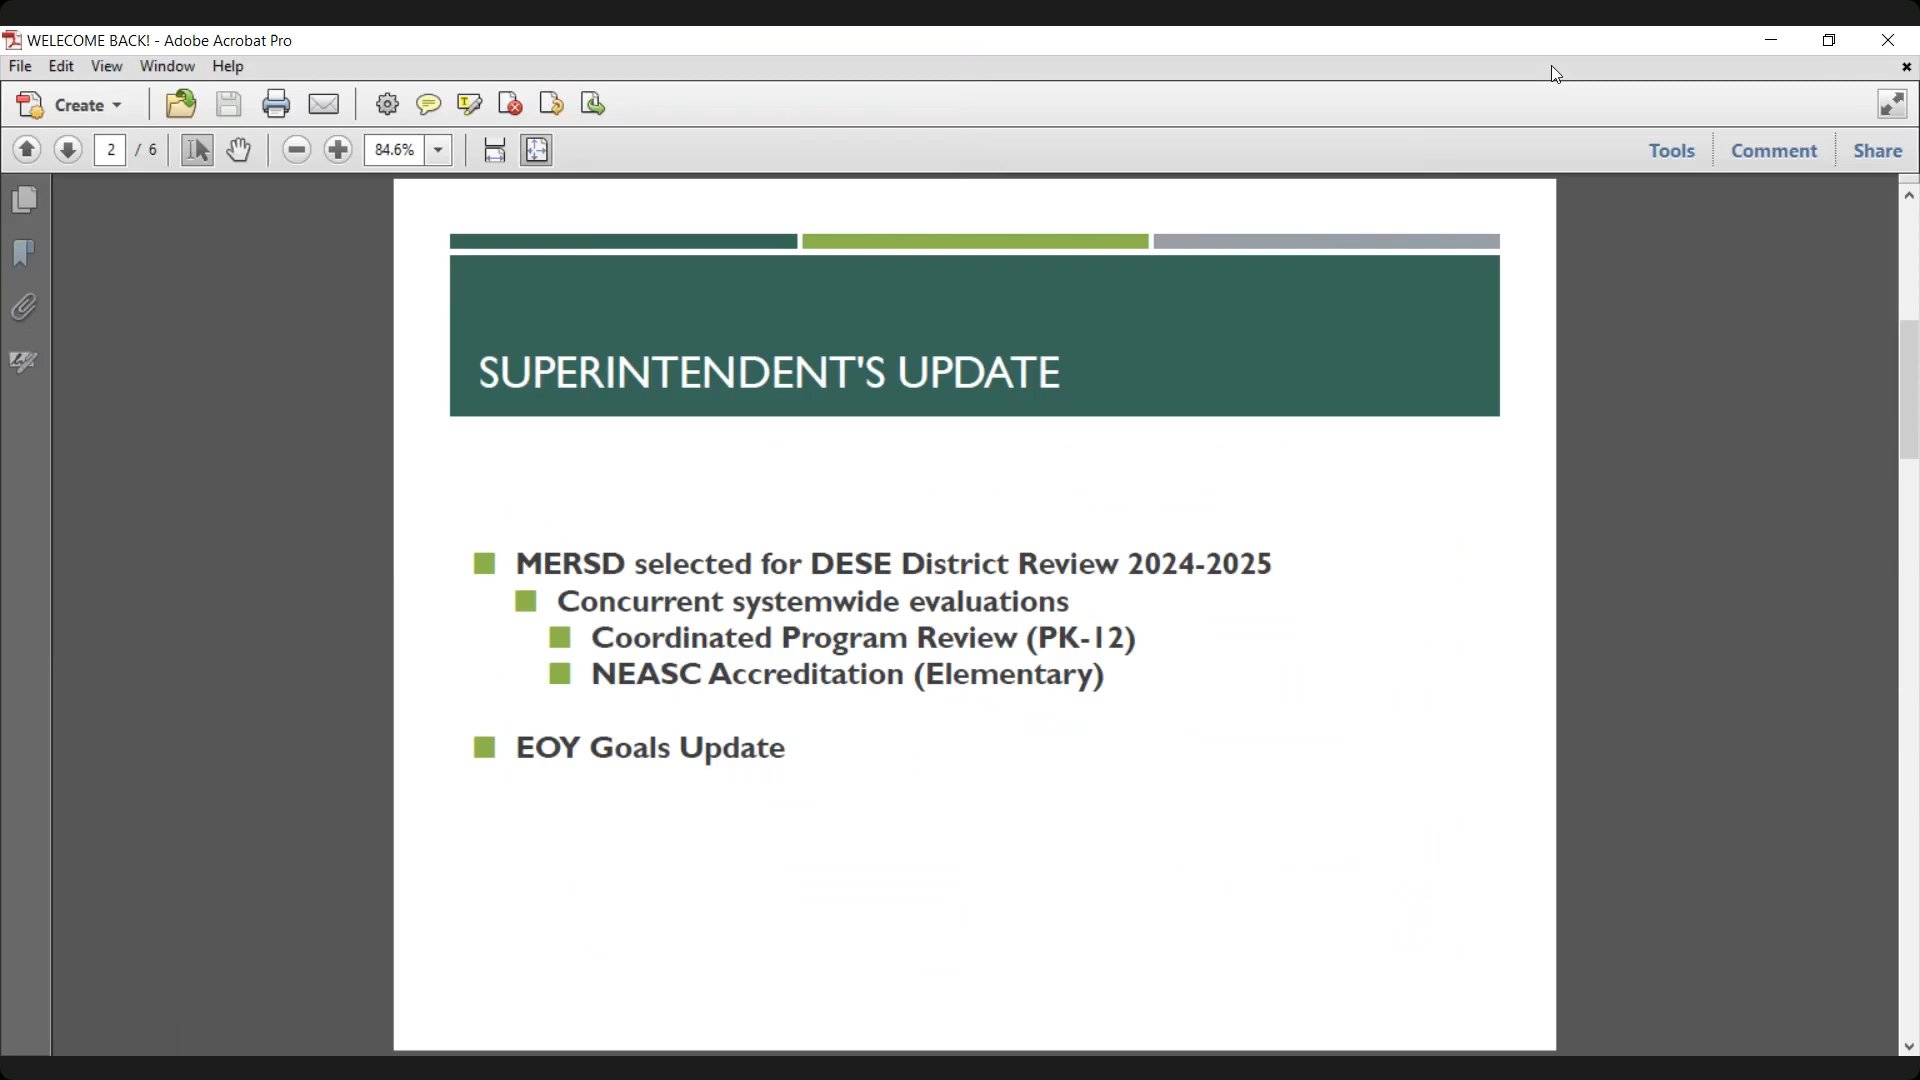 WELECOME BACK! - Adobe Acrobat Pro
File Edit View Window Help
Create
2 / 6 84.6% Tools Comment Share
SUPERINTENDENT'S UPDATE
MERSD selected for DESE District Review 2024-2025
Concurrent systemwide evaluations
Coordinated Program Review (PK-12)
NEASC Accreditation (Elementary)
EOY Goals Update